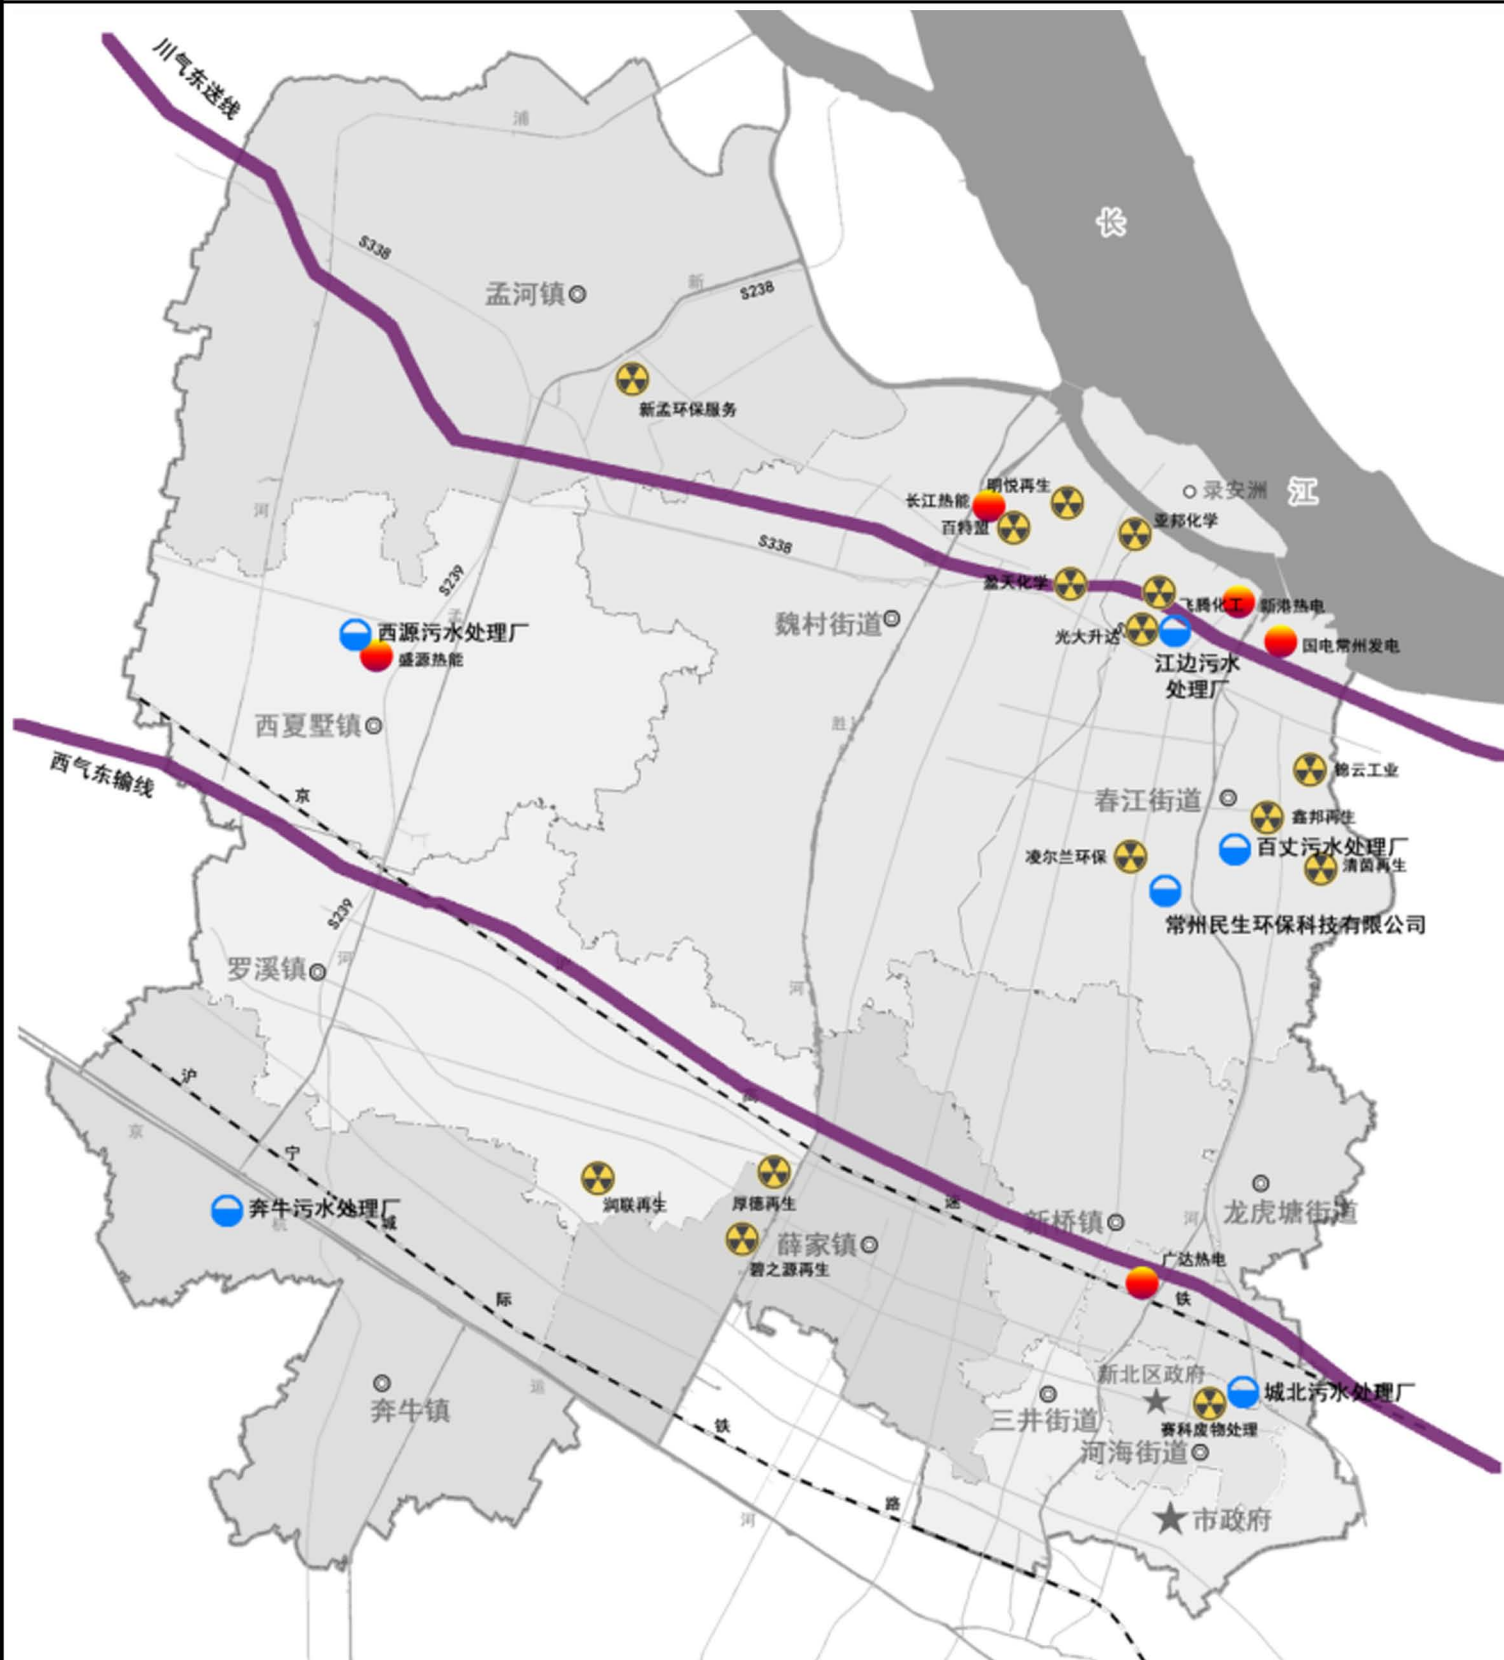 川气东送线
浦
长
S338
孟河镇
新
S238
新孟环保服务
明悦再生
录安洲
江
长江热能
河
百特盟
亚邦化学
S338
S239
孟
盈天化学
飞腾化工
新港热电
魏村街道
西源污水处理厂
光大升达
国电常州发电
盛源热能
江边污水
处理厂
西夏墅镇
胜
西气东输线
锦云工业
京
春江街道
鑫邦再生
百丈污水处理厂
凌尔兰环保
清茵再生
S239
常州民生环保科技有限公司
罗溪镇
河
沪
河
沪
高
京
宁
润联再生
厚德再生
速
龙虎塘街道
奔牛污水处理厂
杭
城
新桥镇
河
薛家镇
碧之源再生
广达热电
际
铁
新北区政府
运
城北污水处理厂
奔牛镇
三井街道
铁
赛科废物处理
河海街道
路
河
市政府